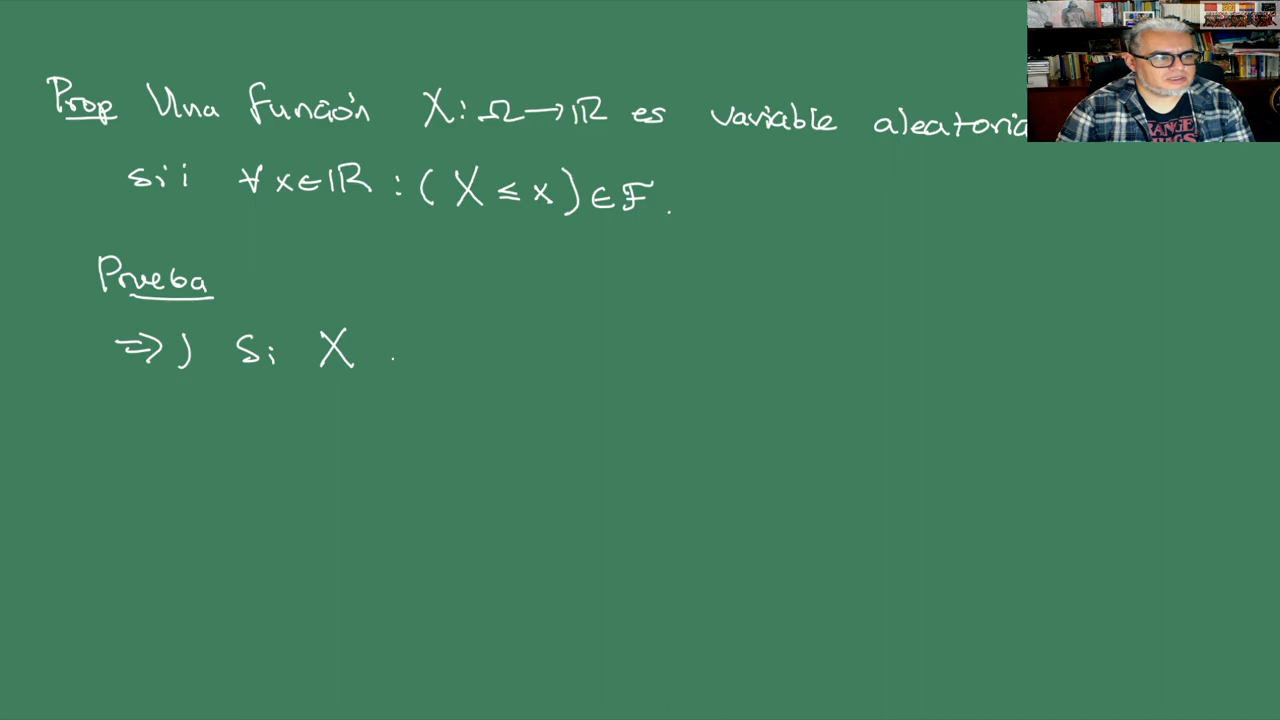 Prop Una función X: Ω → ℝ es variable aleatoria
sii ∀ x ∈ ℝ : (X ≤ x) ∈ ℱ.
Prueba
⇒) Si X